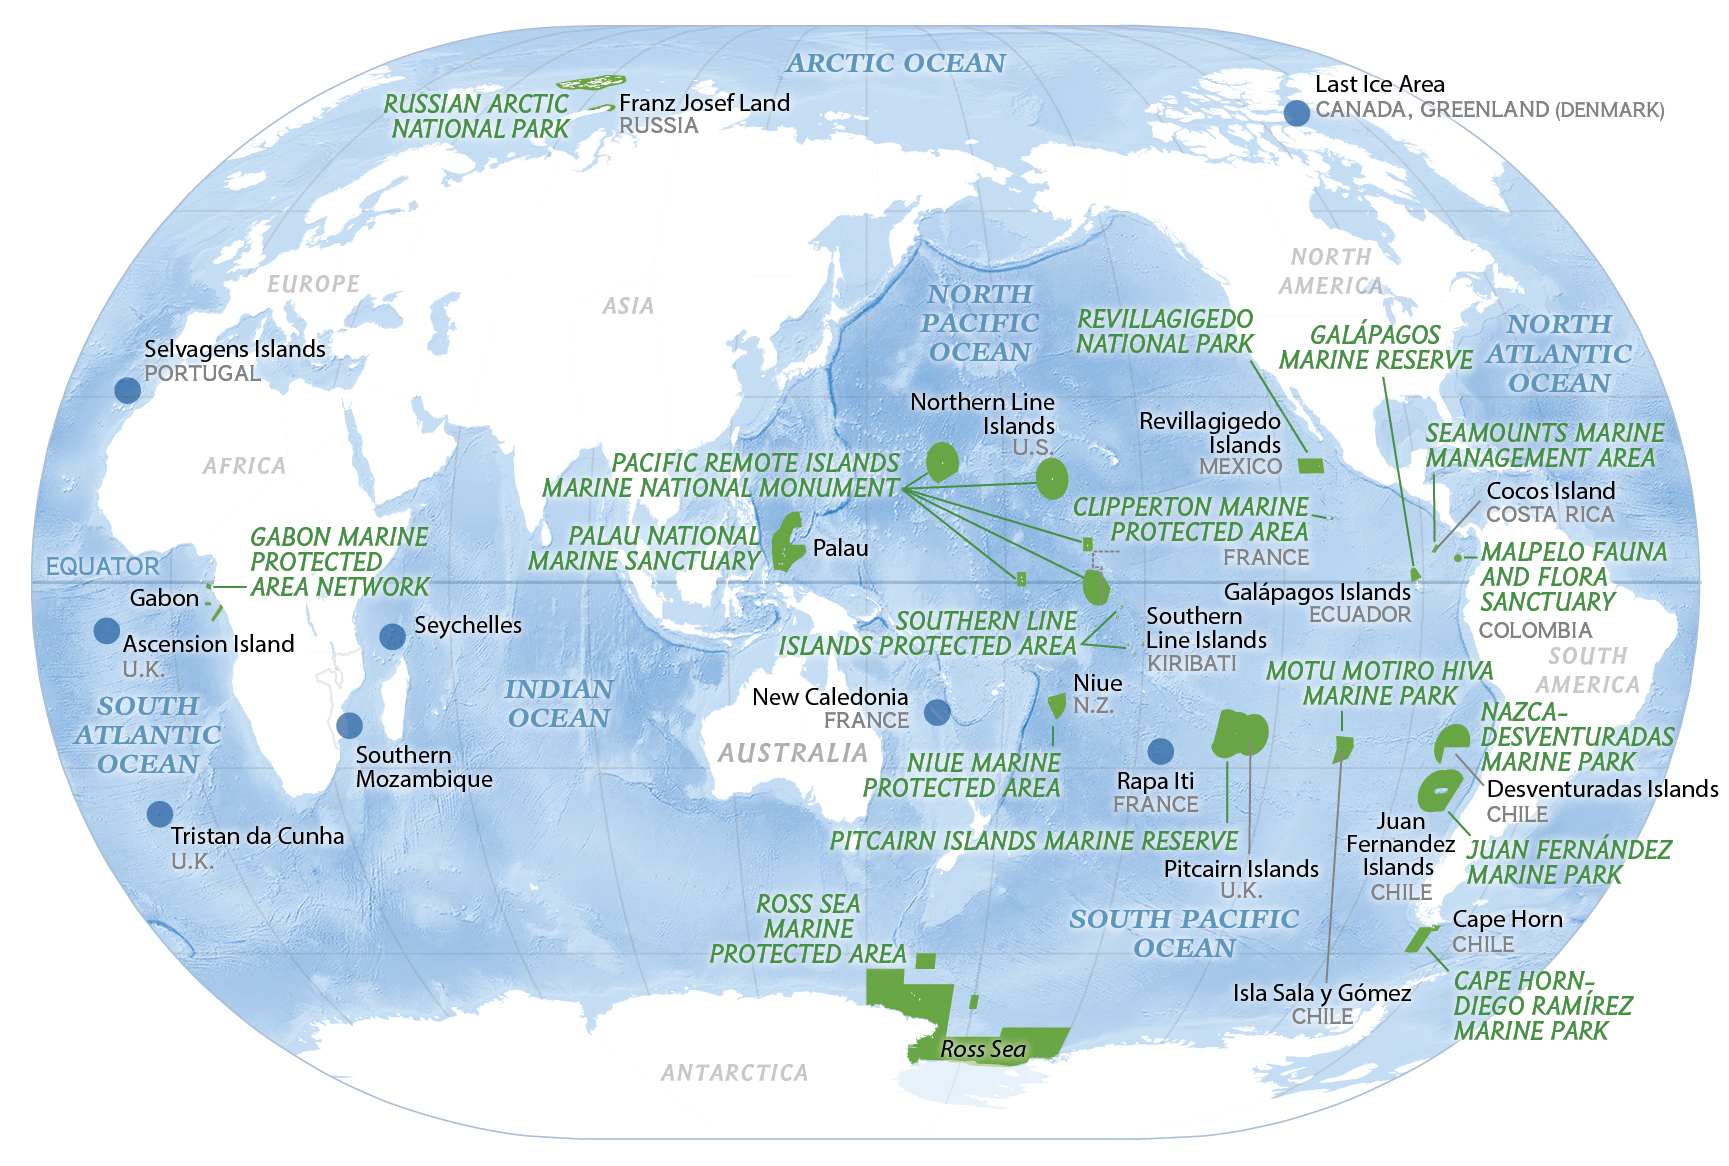 ARCTIC OCEAN
Last Ice Area
CANADA, GREENLAND (DENMARK)
RUSSIAN ARCTIC
NATIONAL PARK
Franz Josef Land
RUSSIA
EUROPE
ASIA
NORTH
AMERICA
NORTH
PACIFIC
OCEAN
REVILLAGIGEDO
NATIONAL PARK
GALÁPAGOS
MARINE RESERVE
NORTH
ATLANTIC
OCEAN
Selvagens Islands
PORTUGAL
Northern Line
Islands
U.S.
Revillagigedo
Islands
MEXICO
SEAMOUNTS MARINE
MANAGEMENT AREA
AFRICA
PACIFIC REMOTE ISLANDS
MARINE NATIONAL MONUMENT
Cocos Island
COSTA RICA
CLIPPERTON MARINE
PROTECTED AREA
FRANCE
GABON MARINE
PROTECTED
AREA NETWORK
PALAU NATIONAL
MARINE SANCTUARY
Palau
MALPELO FAUNA
AND FLORA
SANCTUARY
COLOMBIA
EQUATOR
Gabon
Galápagos Islands
ECUADOR
Ascension Island
U.K.
Seychelles
SOUTHERN LINE
ISLANDS PROTECTED AREA
Southern
Line Islands
KIRIBATI
SOUTH
AMERICA
MOTU MOTIRO HIVA
MARINE PARK
SOUTH
ATLANTIC
OCEAN
INDIAN
OCEAN
New Caledonia
FRANCE
Niue
N.Z.
NAZCA-
DESVENTURADAS
MARINE PARK
Southern
Mozambique
AUSTRALIA
NIUE MARINE
PROTECTED AREA
Rapa Iti
FRANCE
Desventuradas Islands
CHILE
Tristan da Cunha
U.K.
PITCAIRN ISLANDS MARINE RESERVE
Pitcairn Islands
U.K.
Juan
Fernandez
Islands
CHILE
JUAN FERNÁNDEZ
MARINE PARK
ROSS SEA
MARINE
PROTECTED AREA
SOUTH PACIFIC
OCEAN
Cape Horn
CHILE
Isla Sala y Gómez
CHILE
CAPE HORN-
DIEGO RAMÍREZ
MARINE PARK
Ross Sea
ANTARCTICA